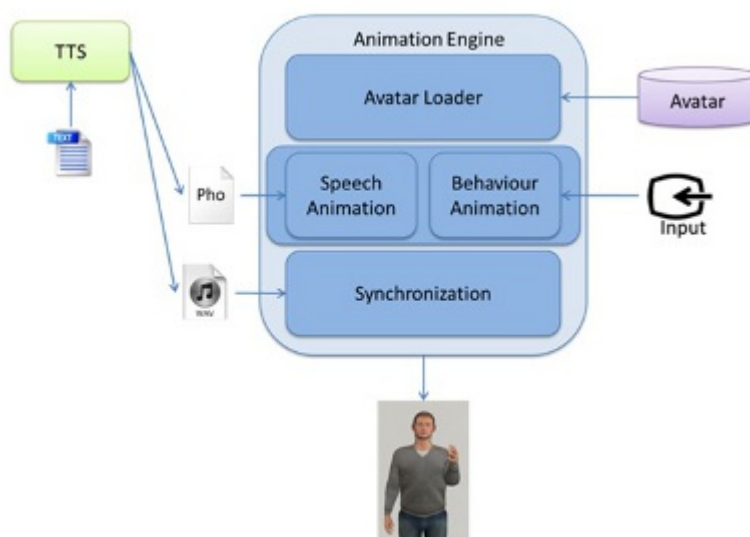 Animation Engine
TTS
Avatar Loader
Avatar
TEXT
Pho
Speech
Animation
Behaviour
Animation
Input
WAV
Synchronization